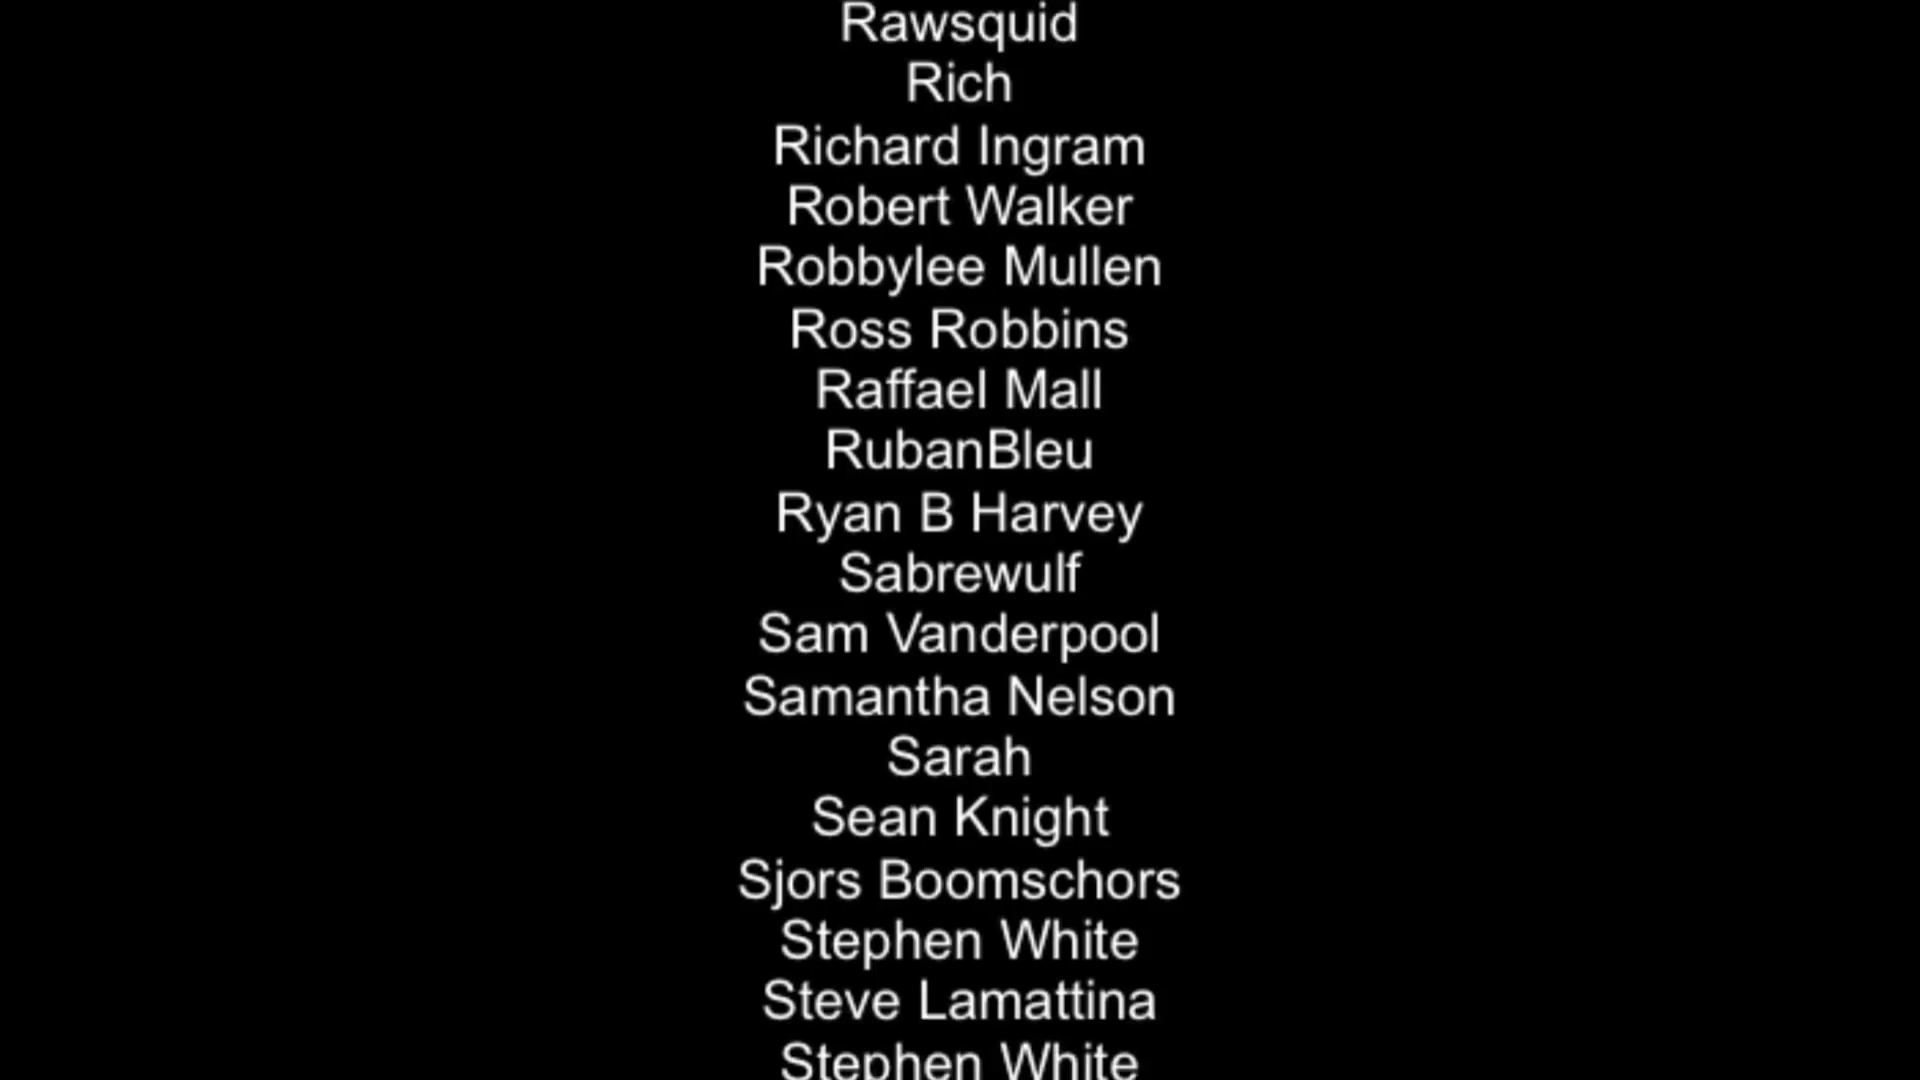 Rawsquid
Rich
Richard Ingram
Robert Walker
Robbylee Mullen
Ross Robbins
Raffael Mall
RubanBleu
Ryan B Harvey
Sabrewulf
Sam Vanderpool
Samantha Nelson
Sarah
Sean Knight
Sjors Boomschors
Stephen White
Steve Lamattina
Stephen White